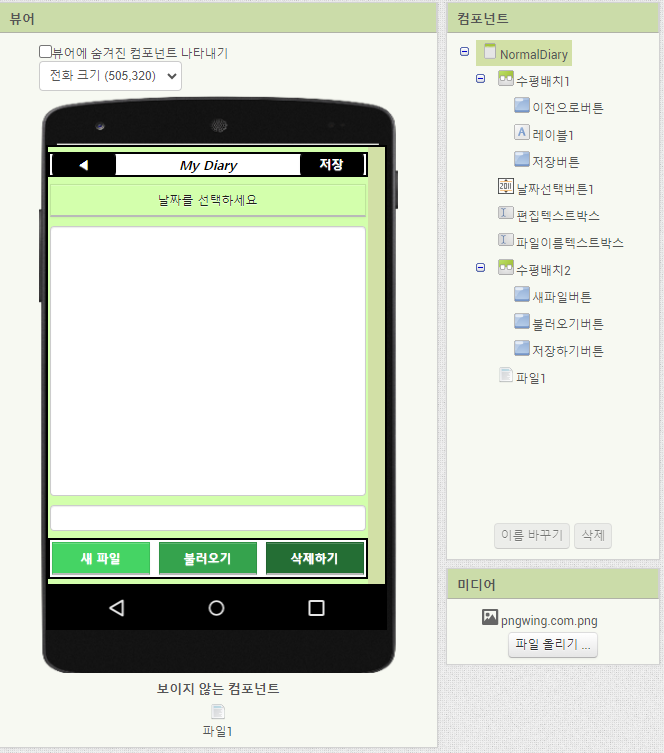 뷰어
뷰어에 숨겨진 컴포넌트 나타내기
전화 크기 (505,320)
My Diary
저장
날짜를 선택하세요
새 파일
불러오기
삭제하기
보이지 않는 컴포넌트
파일1
컴포넌트
NormalDiary
수평배치1
이전으로버튼
A
레이블1
저장버튼
2011
날짜선택버튼1
편집텍스트박스
파일이름텍스트박스
수평배치2
새파일버튼
불러오기버튼
저장하기버튼
파일1
이름 바꾸기
삭제
미디어
pngwing.com.png
파일 올리기 ...